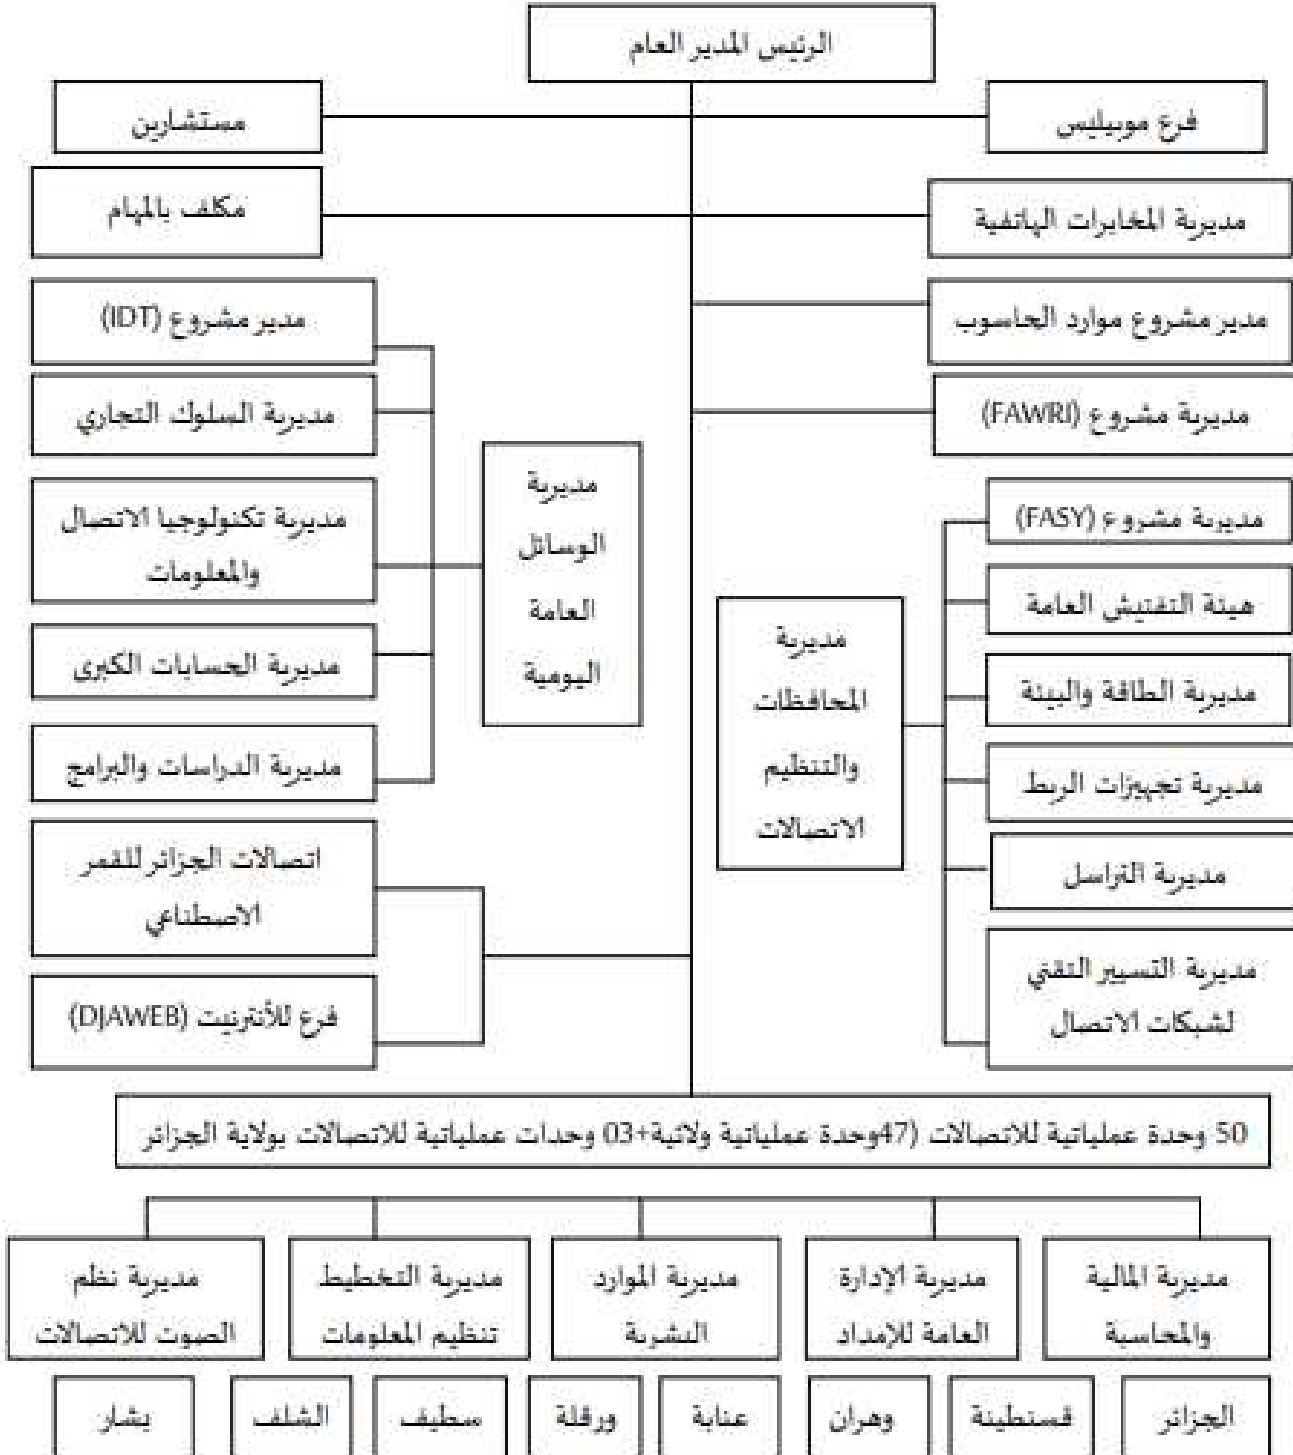 الرئيس المدير العام
فرع موبيليس
مستشارين
مديرية المخابرات الهاتفية
مكلف بالمهام
مدير مشروع موارد الحاسوب
مدير مشروع (IDT)
مديرية مشروع (FAWRI)
مديرية السلوك التجاري
مديرية
الوسائل
العامة
اليومية
مديرية تكنولوجيا الاتصال
والمعلومات
مديرية الحسابات الكبرى
مديرية الدراسات والبرامج
مديرية مشروع (FASY)
هيئة التفتيش العامة
مديرية الطاقة والبيئة
مديرية تجهيزات الربط
مديرية التراسل
مديرية التسيير التقني
لشبكات الاتصال
مديرية
المحافظات
والتنظيم
الاتصالات
اتصالات الجزائر للقمر
الاصطناعي
فرع للأنترنيت (DJAWEB)
50 وحدة عملياتية للاتصالات (47وحدة عملياتية ولائية+03 وحدات عملياتية للاتصالات بولاية الجزائر
مديرية المالية
والمحاسبة
مديرية الإدارة
العامة للإمداد
مديرية الموارد
البشرية
مديرية التخطيط
تنظيم المعلومات
مديرية نظم
الصوت للاتصالات
الجزائر
قسنطينة
وهران
عنابة
ورقلة
سطيف
الشلف
بشار